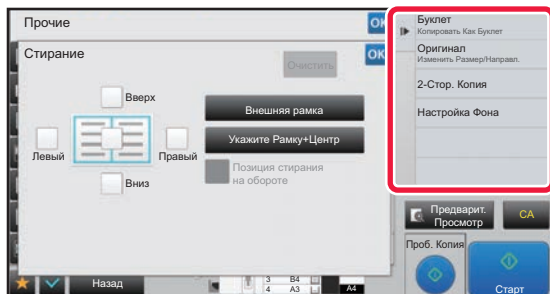 Прочие
OK
Стирание
OK
Очистить
Вверх
Левый
Правый
Вниз
Внешняя рамка
Укажите Рамку+Центр
Позиция стирания
на обороте
Назад
3 B4
4 A3
A4
Буклет
Копировать Как Буклет
Оригинал
Изменить Размер/Направл.
2-Стор. Копия
Настройка Фона
Предварит.
Просмотр
CA
Проб. Копия
Старт